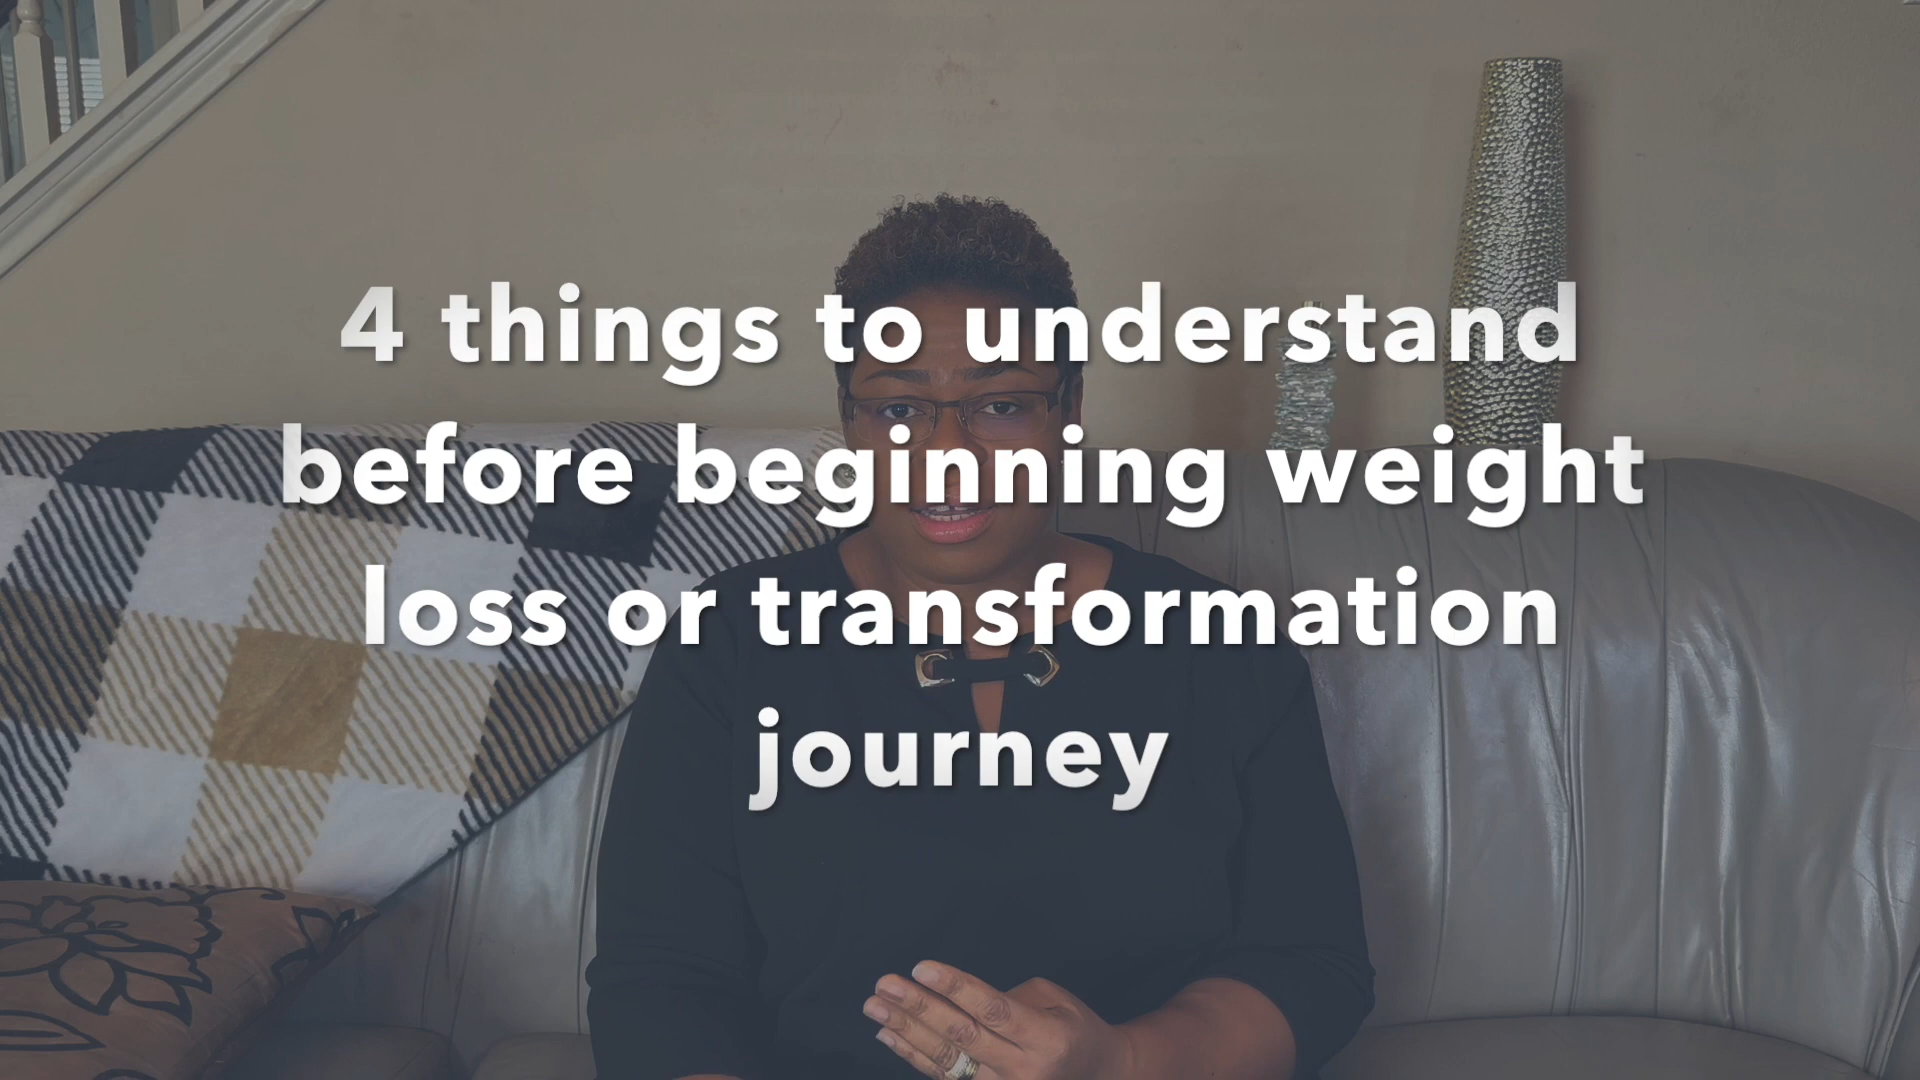 4 things to understand
before beginning weight
loss or transformation
journey